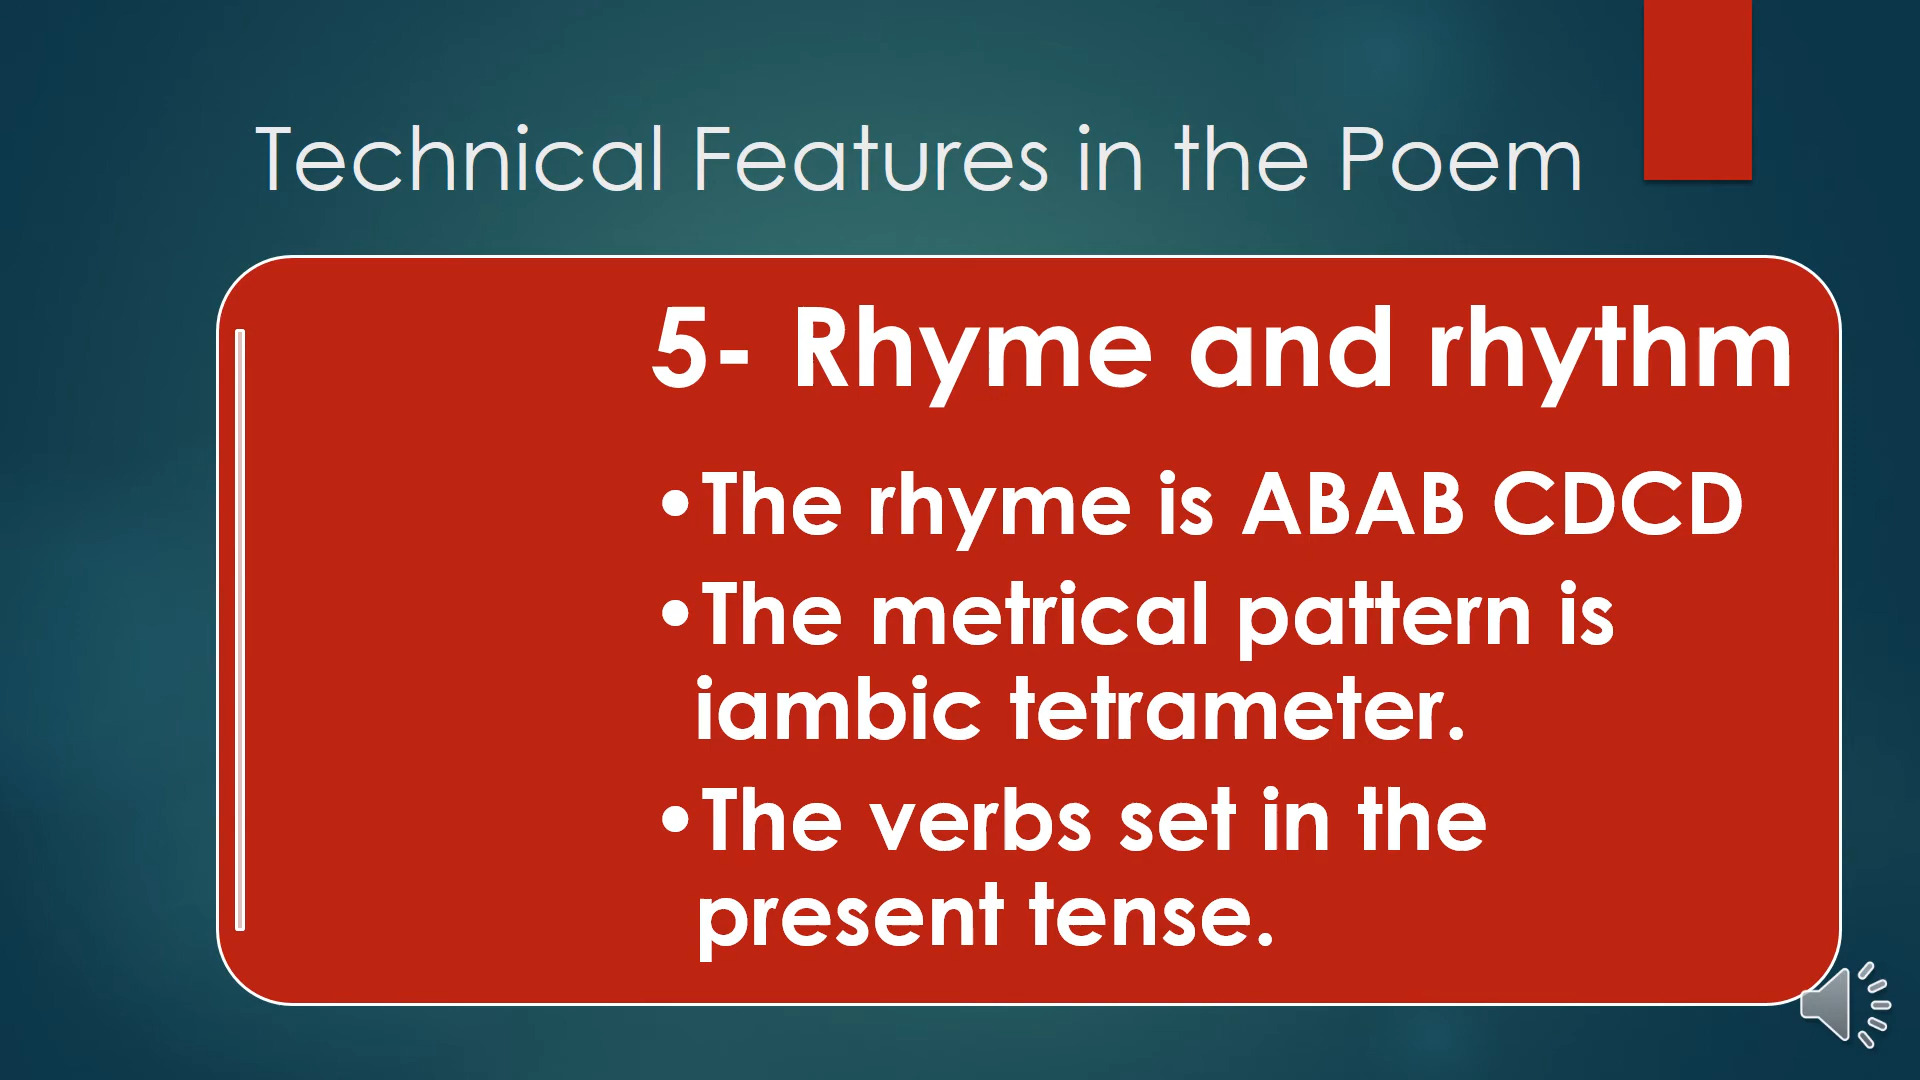 Technical Features in the Poem
5- Rhyme and rhythm
•The rhyme is ABAB CDCD
•The metrical pattern is
iambic tetrameter.
•The verbs set in the
present tense.